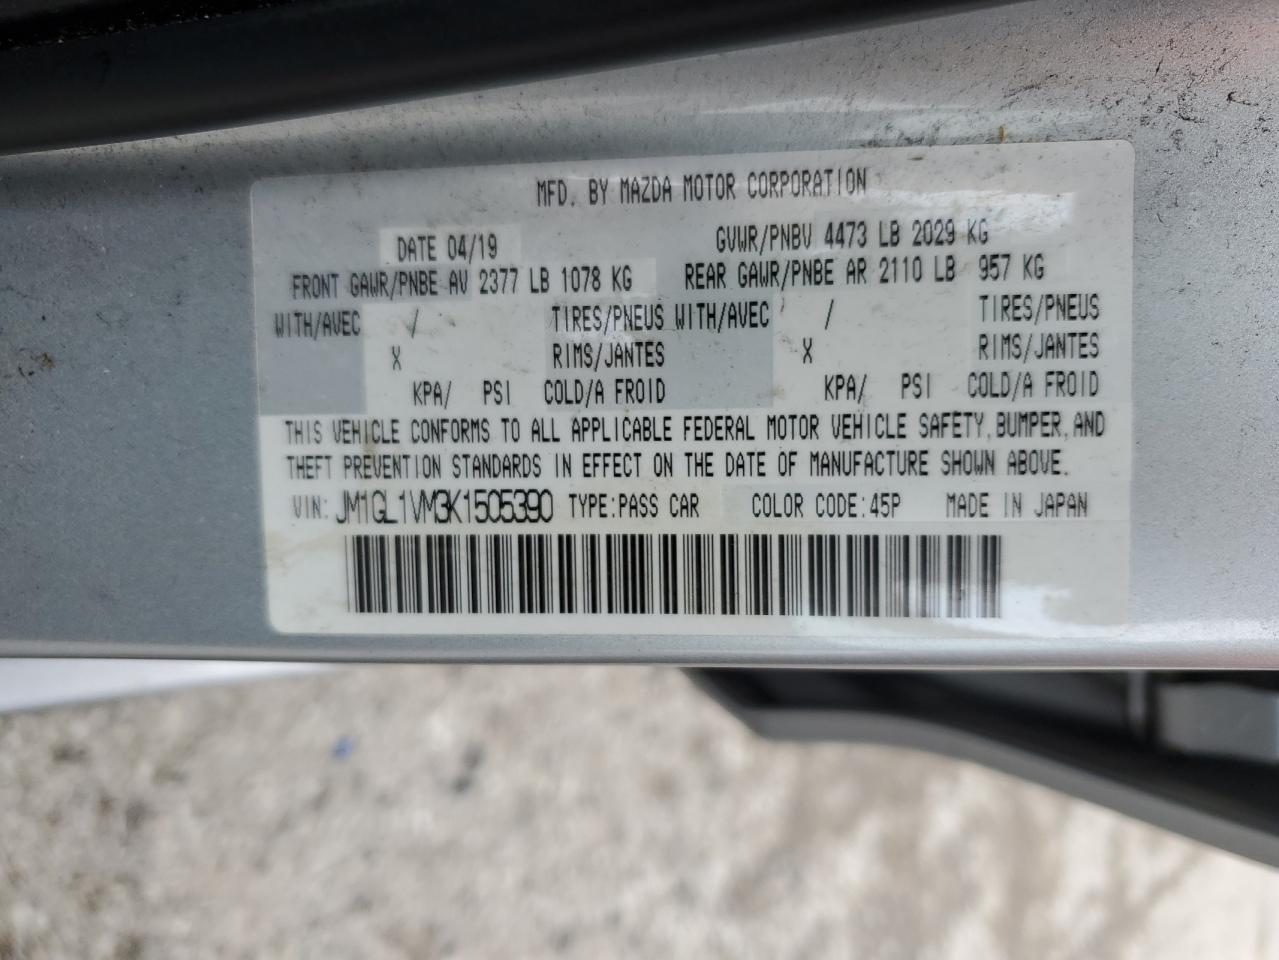 MFD. BY MAZDA MOTOR CORPORATION
DATE 04/19 GVWR/PNBV 4473 LB 2029 KG
FRONT GAWR/PNBE AV 2377 LB 1078 KG REAR GAWR/PNBE AR 2110 LB 957 KG
WITH/AVEC / TIRES/PNEUS WITH/AVEC / TIRES/PNEUS
X RIMS/JANTES X RIMS/JANTES
KPA/ PSI COLD/A FROID KPA/ PSI COLD/A FROID
THIS VEHICLE CONFORMS TO ALL APPLICABLE FEDERAL MOTOR VEHICLE SAFETY, BUMPER, AND
THEFT PREVENTION STANDARDS IN EFFECT ON THE DATE OF MANUFACTURE SHOWN ABOVE.
VIN: JM1GL1VM3K1505390 TYPE:PASS CAR COLOR CODE:45P MADE IN JAPAN